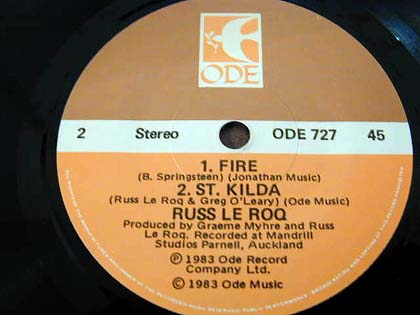 ODE
2 Stereo ODE 727 45
1. FIRE
(B. Springsteen) (Jonathan Music)
2. ST. KILDA
(Russ Le Roq & Greg O'Leary) (Ode Music)
RUSS LE ROQ
Produced by Graeme Myhre and Russ
Le Roq. Recorded at Mandrill
Studios Parnell, Auckland
Ⓟ 1983 Ode Record
Company Ltd.
© 1983 Ode Music